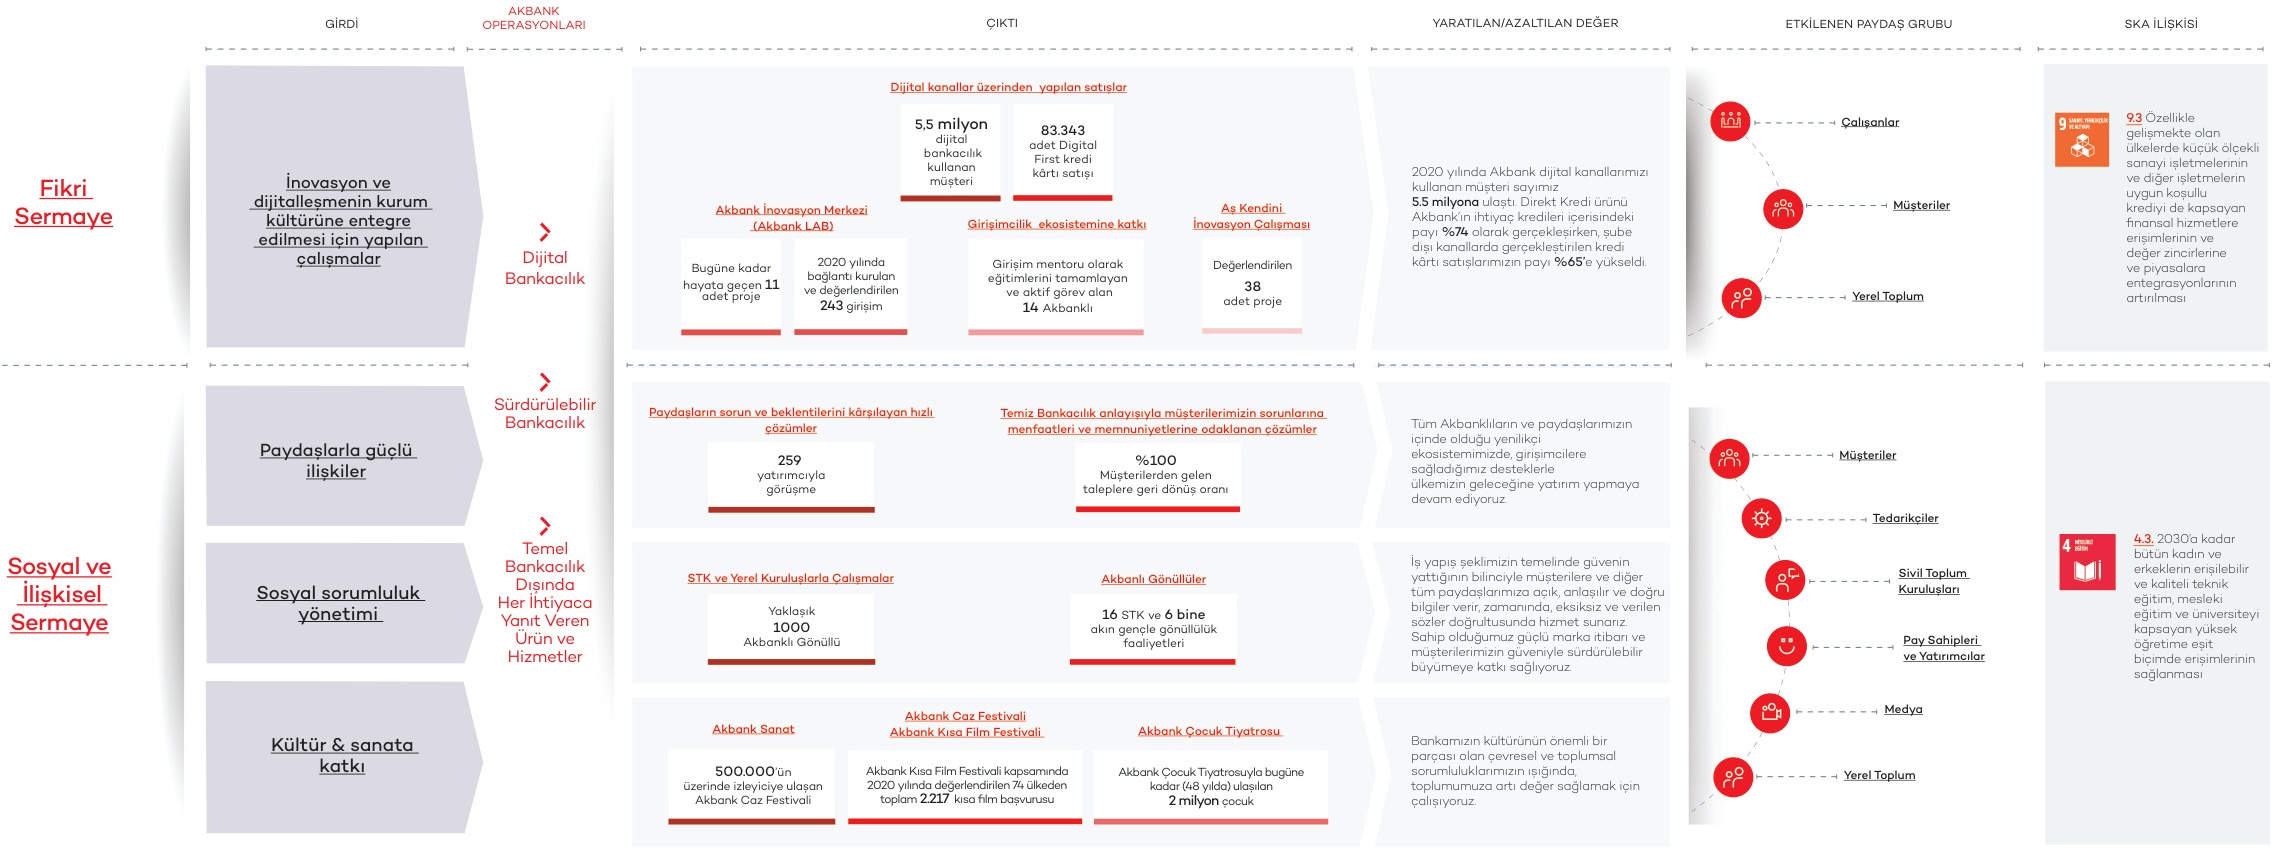 GİRDİ
AKBANK
OPERASYONLARI
ÇIKTI
YARATILAN/AZALTILAN DEĞER
ETKİLENEN PAYDAŞ GRUBU
SKA İLİŞKİSİ
Fikri
Sermaye
İnovasyon ve
dijitalleşmenin kurum
kültürüne entegre
edilmesi için yapılan
çalışmalar
Dijital
Bankacılık
Dijital kanallar üzerinden yapılan satışlar
5,5 milyon
dijital
bankacılık
kullanan
müşteri
83.343
adet Digital
First kredi
kârtı satışı
Akbank İnovasyon Merkezi
(Akbank LAB)
Bugüne kadar
hayata geçen 11
adet proje
2020 yılında
bağlantı kurulan
ve değerlendirilen
243 girişim
Girişimcilik ekosistemine katkı
Girişim mentoru olarak
eğitimlerini tamamlayan
ve aktif görev alan
14 Akbanklı
Aş Kendini
İnovasyon Çalışması
Değerlendirilen
38
adet proje
2020 yılında Akbank dijital kanallarımızı
kullanan müşteri sayımız
5.5 milyona ulaştı. Direkt Kredi ürünü
Akbank'ın ihtiyaç kredileri içerisindeki
payı %74 olarak gerçekleşirken, şube
dışı kanallarda gerçekleştirilen kredi
kârtı satışlarımızın payı %65'e yükseldi.
Çalışanlar
Müşteriler
Yerel Toplum
9 SANAYİ, YENİLİKÇİLİK
VE ALTYAPI
9.3 Özellikle
gelişmekte olan
ülkelerde küçük ölçekli
sanayi işletmelerinin
ve diğer işletmelerin
uygun koşullu
krediyi de kapsayan
finansal hizmetlere
erişimlerinin ve
değer zincirlerine
ve piyasalara
entegrasyonlarının
artırılması
Sürdürülebilir
Bankacılık
Temel
Bankacılık
Dışında
Her İhtiyaca
Yanıt Veren
Ürün ve
Hizmetler
Sosyal ve
İlişkisel
Sermaye
Paydaşlarla güçlü
ilişkiler
Paydaşların sorun ve beklentilerini kârşılayan hızlı
çözümler
259
yatırımcıyla
görüşme
Temiz Bankacılık anlayışıyla müşterilerimizin sorunlarına
menfaatleri ve memnuniyetlerine odaklanan çözümler
%100
Müşterilerden gelen
taleplere geri dönüş oranı
Tüm Akbanklıların ve paydaşlarımızın
içinde olduğu yenilikçi
ekosistemimizde, girişimcilere
sağladığımız desteklerle
ülkemizin geleceğine yatırım yapmaya
devam ediyoruz.
Sosyal sorumluluk
yönetimi
STK ve Yerel Kuruluşlarla Çalışmalar
Yaklaşık
1000
Akbanklı Gönüllü
Akbanlı Gönüllüler
16 STK ve 6 bine
akın gençle gönüllülük
faaliyetleri
İş yapış şeklimizin temelinde güvenin
yattığının bilinciyle müşterilere ve diğer
tüm paydaşlarımıza açık, anlaşılır ve doğru
bilgiler verir, zamanında, eksiksiz ve verilen
sözler doğrultusunda hizmet sunarız.
Sahip olduğumuz güçlü marka itibarı ve
müşterilerimizin güveniyle sürdürülebilir
büyümeye katkı sağlıyoruz.
Kültür & sanata
katkı
Akbank Sanat
500.000'ün
üzerinde izleyiciye ulaşan
Akbank Caz Festivali
Akbank Caz Festivali
Akbank Kısa Film Festivali
Akbank Kısa Film Festivali kapsamında
2020 yılında değerlendirilen 74 ülkeden
toplam 2.217 kısa film başvurusu
Akbank Çocuk Tiyatrosu
Akbank Çocuk Tiyatrosuyla bugüne
kadar (48 yılda) ulaşılan
2 milyon çocuk
Bankamızın kültürünün önemli bir
parçası olan çevresel ve toplumsal
sorumluluklarımızın ışığında,
toplumumuza artı değer sağlamak için
çalışıyoruz.
Müşteriler
Tedarikçiler
Sivil Toplum
Kuruluşları
Pay Sahipleri
ve Yatırımcılar
Medya
Yerel Toplum
4 NİTELİKLİ
EĞİTİM
4.3. 2030'a kadar
bütün kadın ve
erkeklerin erişilebilir
ve kaliteli teknik
eğitim, mesleki
eğitim ve üniversiteyi
kapsayan yüksek
öğretime eşit
biçimde erişimlerinin
sağlanması